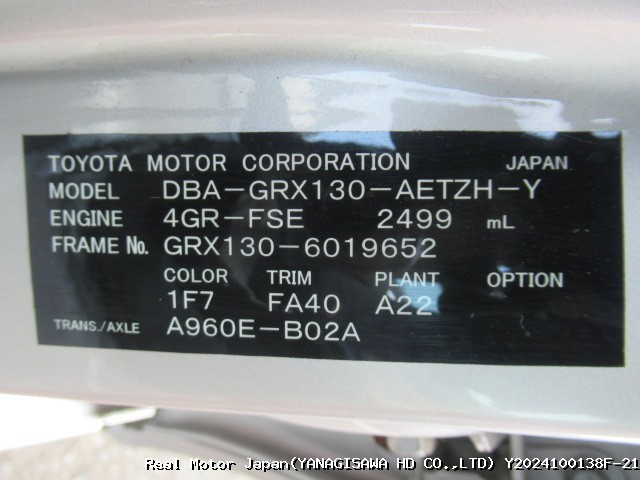 TOYOTA MOTOR CORPORATION JAPAN
MODEL DBA-GRX130-AETZH-Y
ENGINE 4GR-FSE 2499 mL
FRAME No. GRX130-6019652
COLOR TRIM PLANT OPTION
1F7 FA40 A22
TRANS./AXLE A960E-B02A
Real Motor Japan(YANAGISAWA HD CO.,LTD) Y2024100138F-21